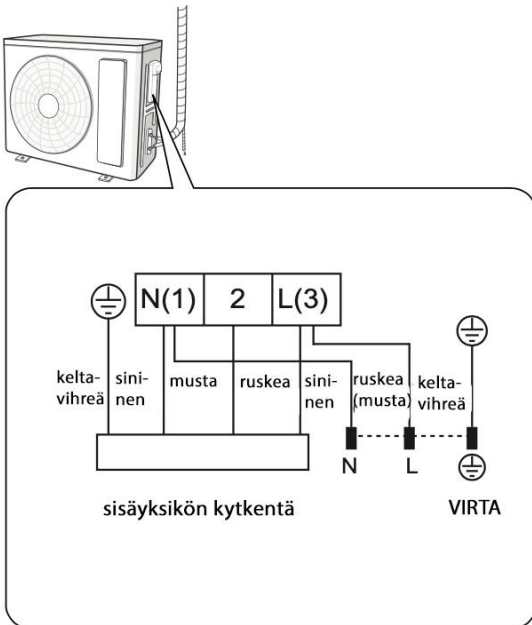 N(1) 2 L(3)
kelta-
vihreä
sini-
nen
musta
ruskea
sini-
nen
ruskea
(musta)
kelta-
vihreä
N L
sisäyksikön kytkentä
VIRTA